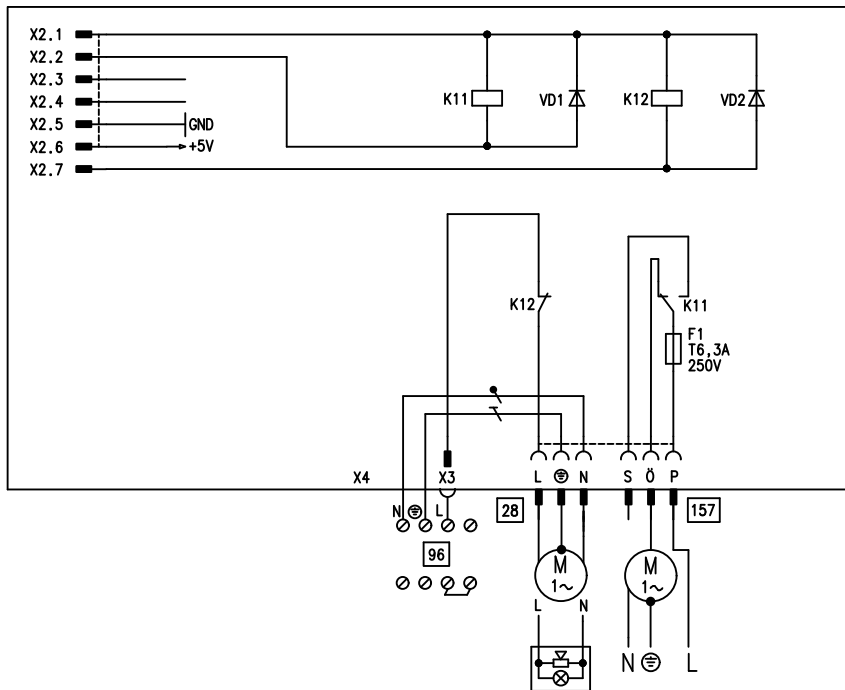 X2.1
X2.2
X2.3
X2.4
X2.5 GND
X2.6 +5V
X2.7
K11 VD1 K12 VD2
K12 K11
F1
T6,3A
250V
X4 X3 L N S Ö P
N L 28 157
96
M M
1~ 1~
L N
N L